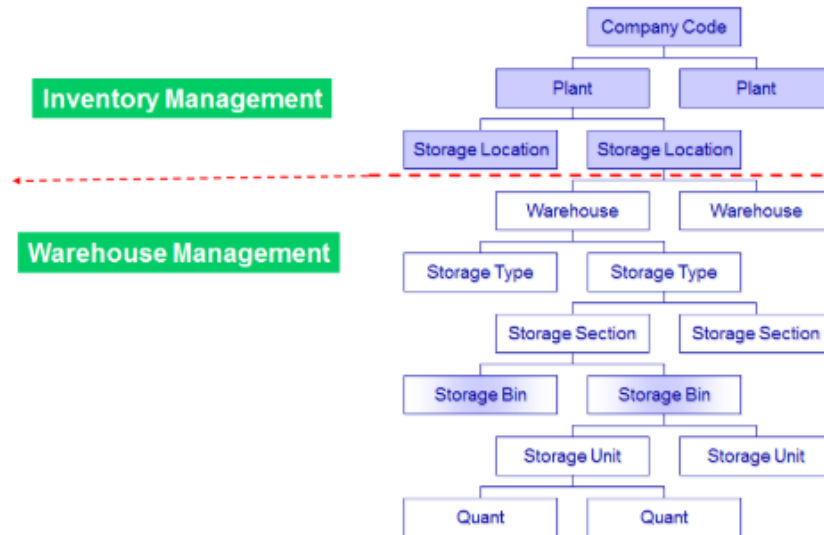 Company Code
Inventory Management
Plant
Plant
Storage Location
Storage Location
Warehouse
Warehouse
Warehouse Management
Storage Type
Storage Type
Storage Section
Storage Section
Storage Bin
Storage Bin
Storage Unit
Storage Unit
Quant
Quant